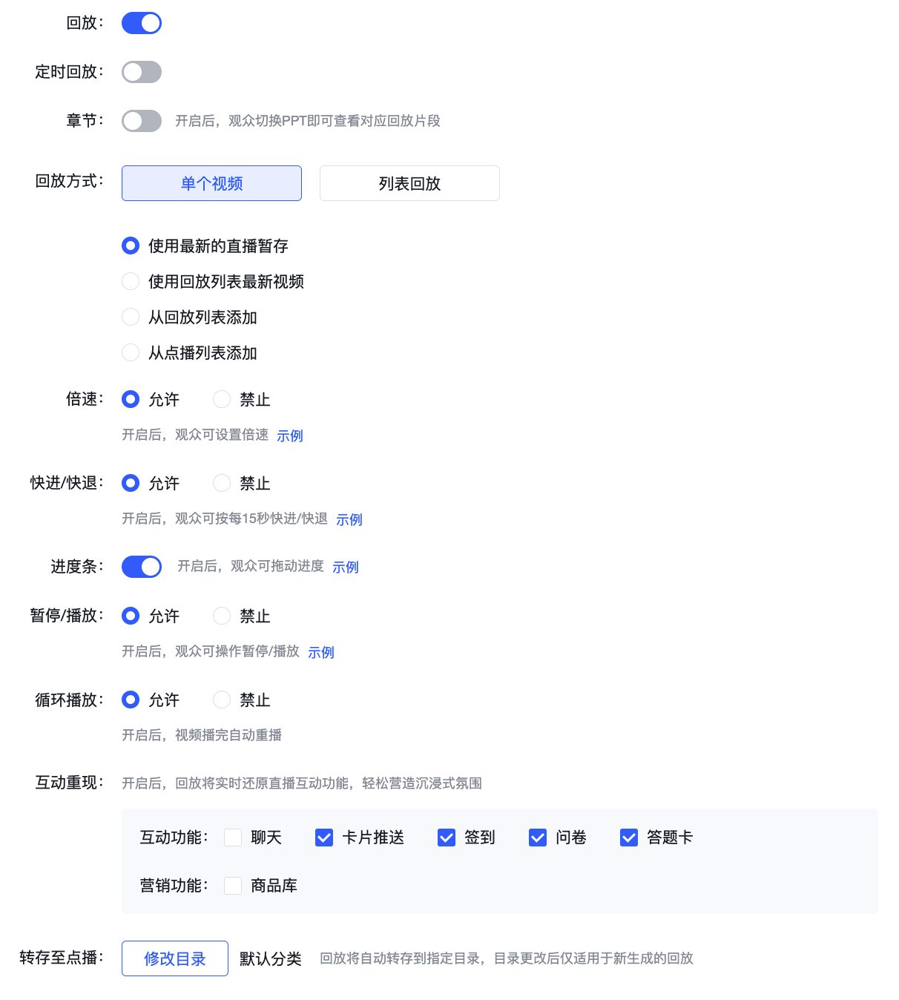 回放：
定时回放：
章节： 开启后，观众切换PPT即可查看对应回放片段
回放方式： 单个视频 列表回放
使用最新的直播暂存
使用回放列表最新视频
从回放列表添加
从点播列表添加
倍速： 允许 禁止
开启后，观众可设置倍速 示例
快进/快退： 允许 禁止
开启后，观众可按每15秒快进/快退 示例
进度条： 开启后，观众可拖动进度 示例
暂停/播放： 允许 禁止
开启后，观众可操作暂停/播放 示例
循环播放： 允许 禁止
开启后，视频播完自动重播
互动重现： 开启后，回放将实时还原直播互动功能，轻松营造沉浸式氛围
互动功能： 聊天 卡片推送 签到 问卷 答题卡
营销功能： 商品库
转存至点播： 修改目录 默认分类 回放将自动转存到指定目录，目录更改后仅适用于新生成的回放